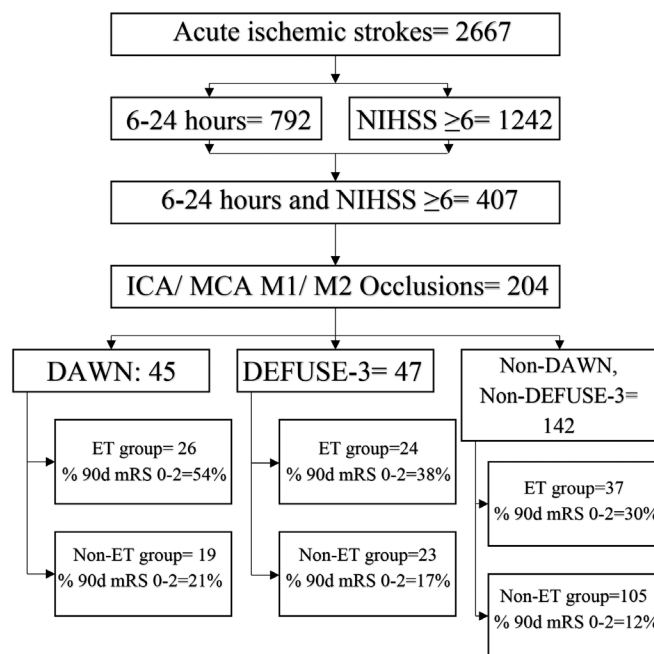 Acute ischemic strokes= 2667
6-24 hours= 792
NIHSS ≥6= 1242
6-24 hours and NIHSS ≥6= 407
ICA/ MCA M1/ M2 Occlusions= 204
DAWN: 45
ET group= 26
% 90d mRS 0-2=54%
Non-ET group= 19
% 90d mRS 0-2=21%
DEFUSE-3= 47
ET group=24
% 90d mRS 0-2=38%
Non-ET group=23
% 90d mRS 0-2=17%
Non-DAWN,
Non-DEFUSE-3=
142
ET group=37
% 90d mRS 0-2=30%
Non-ET group=105
% 90d mRS 0-2=12%